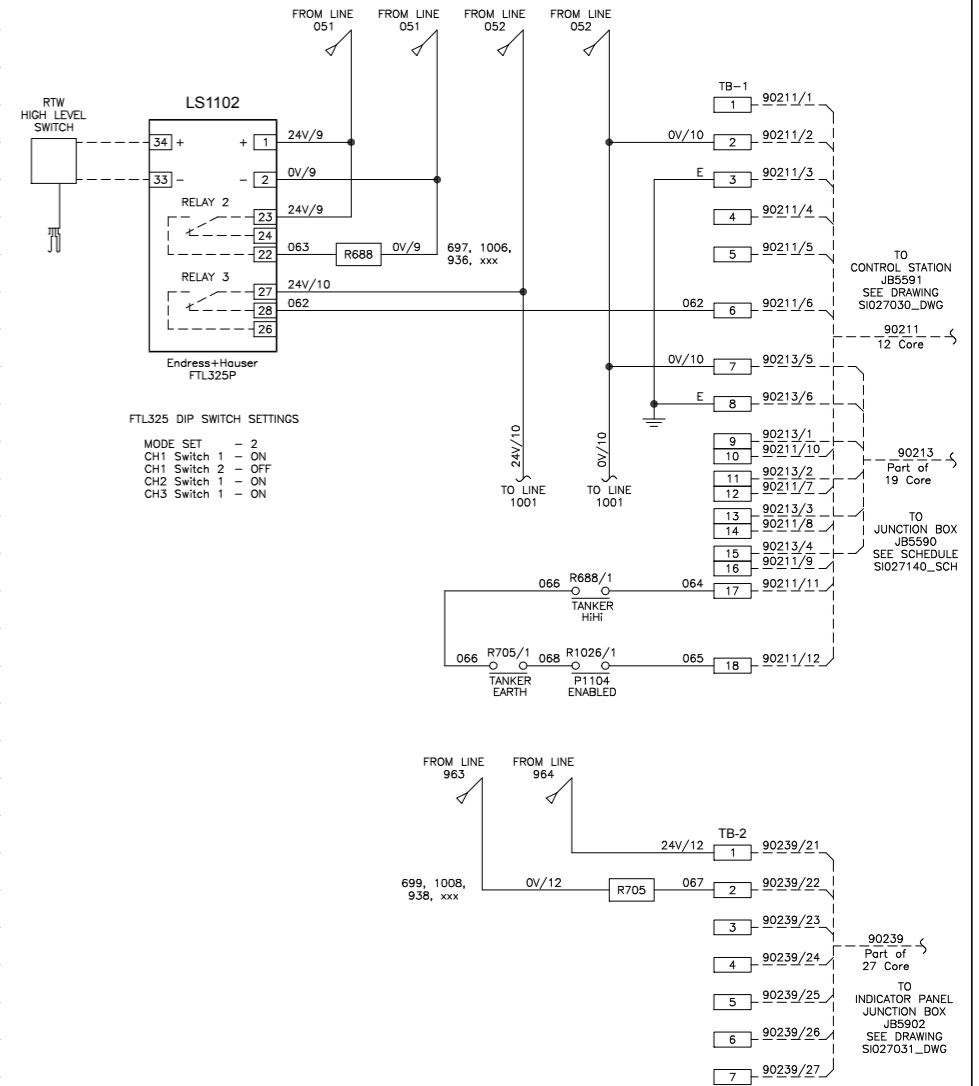 FROM LINE
051
FROM LINE
051
FROM LINE
052
FROM LINE
052
RTW
HIGH LEVEL
SWITCH
LS1102
34 + + 1 24V/9
33 - - 2 0V/9
RELAY 2
23 24V/9
24
22 063 R688 0V/9
697, 1006,
936, xxx
RELAY 3
27 24V/10
28 062
26
Endress+Hauser
FTL325P
FTL325 DIP SWITCH SETTINGS
MODE SET – 2
CH1 Switch 1 – ON
CH1 Switch 2 – OFF
CH2 Switch 1 – ON
CH3 Switch 1 – ON
24V/10
TO LINE
1001
0V/10
TO LINE
1001
TB-1
1 90211/1
0V/10 2 90211/2
E 3 90211/3
4 90211/4
5 90211/5
062 6 90211/6
0V/10 7 90213/5
E 8 90213/6
9 90213/1
10 90211/10
11 90213/2
12 90211/7
13 90213/3
14 90211/8
15 90213/4
16 90211/9
066 R688/1 064 17 90211/11
TANKER
HiHi
066 R705/1 068 R1026/1 065 18 90211/12
TANKER
EARTH
P1104
ENABLED
TO
CONTROL STATION
JB5591
SEE DRAWING
SI027030_DWG
90211
12 Core
90213
Part of
19 Core
TO
JUNCTION BOX
JB5590
SEE SCHEDULE
SI027140_SCH
FROM LINE
963
FROM LINE
964
TB-2
24V/12 1 90239/21
699, 1008,
938, xxx
0V/12 R705 067 2 90239/22
3 90239/23
4 90239/24
5 90239/25
6 90239/26
7 90239/27
90239
Part of
27 Core
TO
INDICATOR PANEL
JUNCTION BOX
JB5902
SEE DRAWING
SI027031_DWG